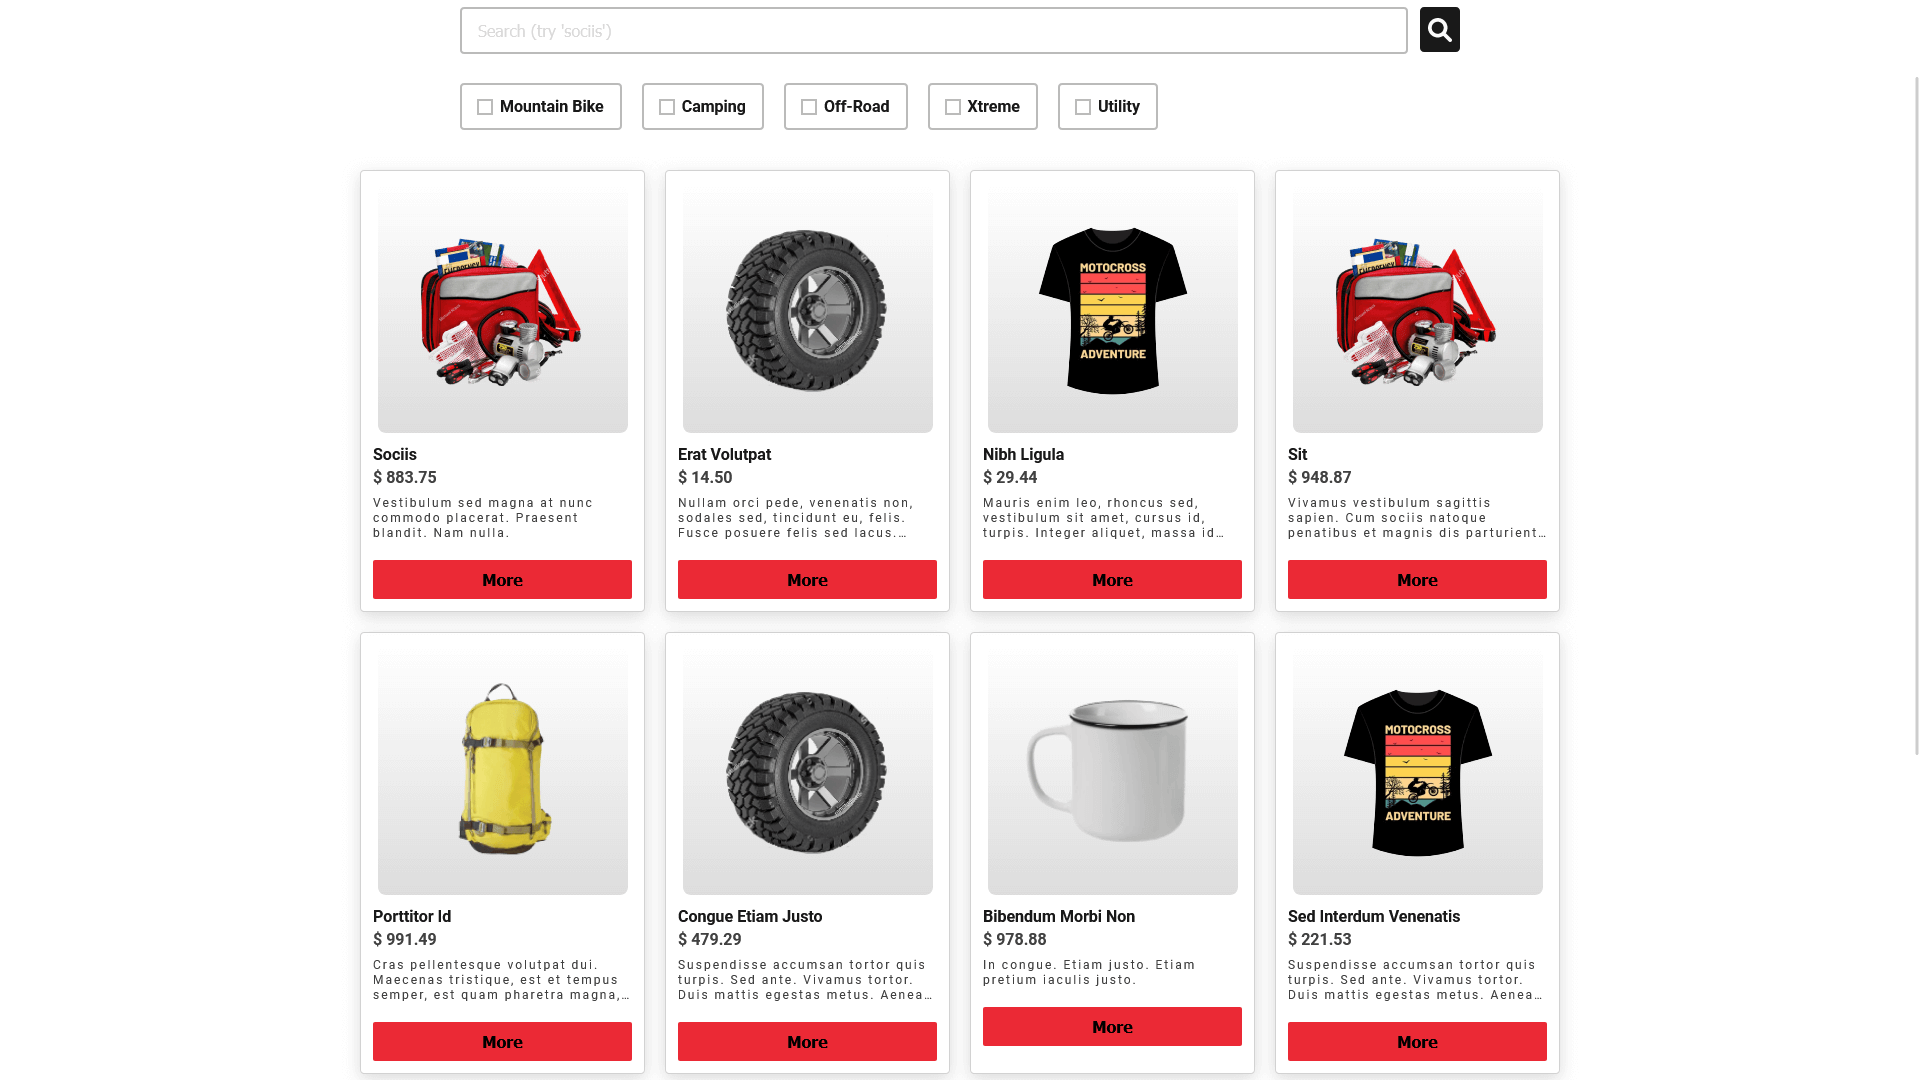 Search (try 'sociis')
Mountain Bike
Camping
Off-Road
Xtreme
Utility
EMERGENCY
MOTOCROSS
ADVENTURE
EMERGENCY
Sociis
$ 883.75
Vestibulum sed magna at nunc
commodo placerat. Praesent
blandit. Nam nulla.
More
Erat Volutpat
$ 14.50
Nullam orci pede, venenatis non,
sodales sed, tincidunt eu, felis.
Fusce posuere felis sed lacus.…
More
Nibh Ligula
$ 29.44
Mauris enim leo, rhoncus sed,
vestibulum sit amet, cursus id,
turpis. Integer aliquet, massa id…
More
Sit
$ 948.87
Vivamus vestibulum sagittis
sapien. Cum sociis natoque
penatibus et magnis dis parturient…
More
MOTOCROSS
ADVENTURE
Porttitor Id
$ 991.49
Cras pellentesque volutpat dui.
Maecenas tristique, est et tempus
semper, est quam pharetra magna,…
More
Congue Etiam Justo
$ 479.29
Suspendisse accumsan tortor quis
turpis. Sed ante. Vivamus tortor.
Duis mattis egestas metus. Aenea…
More
Bibendum Morbi Non
$ 978.88
In congue. Etiam justo. Etiam
pretium iaculis justo.
More
Sed Interdum Venenatis
$ 221.53
Suspendisse accumsan tortor quis
turpis. Sed ante. Vivamus tortor.
Duis mattis egestas metus. Aenea…
More